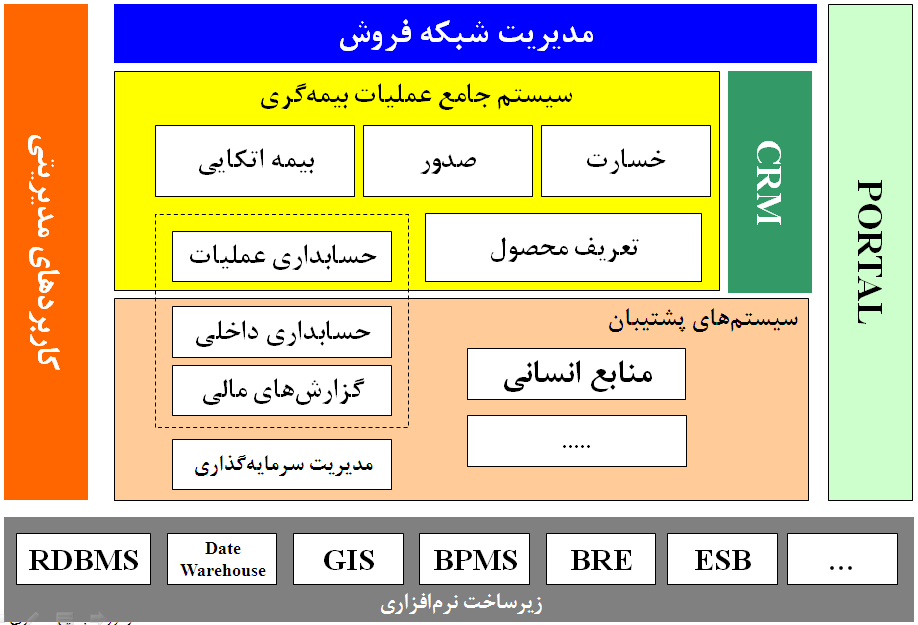 مدیریت شبکه فروش
PORTAL
CRM
سیستم جامع عملیات بیمه‌گری
خسارت
صدور
بیمه اتکایی
تعریف محصول
حسابداری عملیات
کاربردهای مدیریتی
سیستم‌های پشتیبان
حسابداری داخلی
منابع انسانی
گزارش‌های مالی
.....
مدیریت سرمایه‌گذاری
RDBMS
Date
Warehouse
GIS
BPMS
BRE
ESB
...
زیرساخت نرم‌افزاری